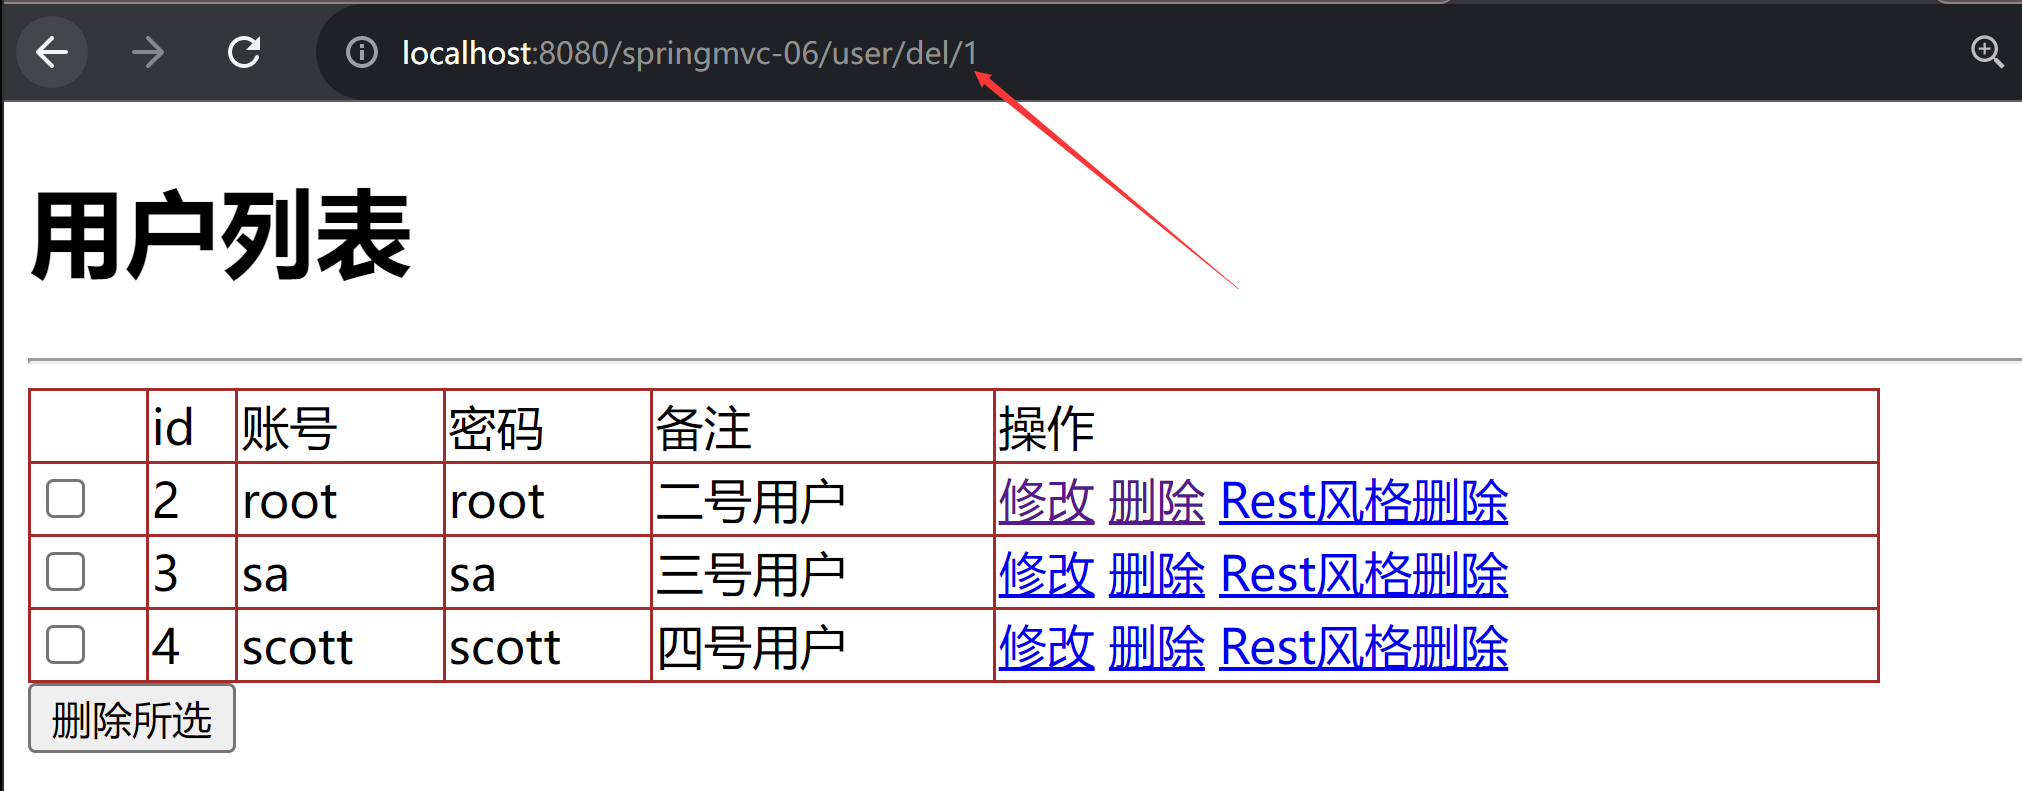 localhost:8080/springmvc-06/user/del/1
用户列表
id 账号 密码 备注 操作
2 root root 二号用户 修改 删除 Rest风格删除
3 sa sa 三号用户 修改 删除 Rest风格删除
4 scott scott 四号用户 修改 删除 Rest风格删除
删除所选